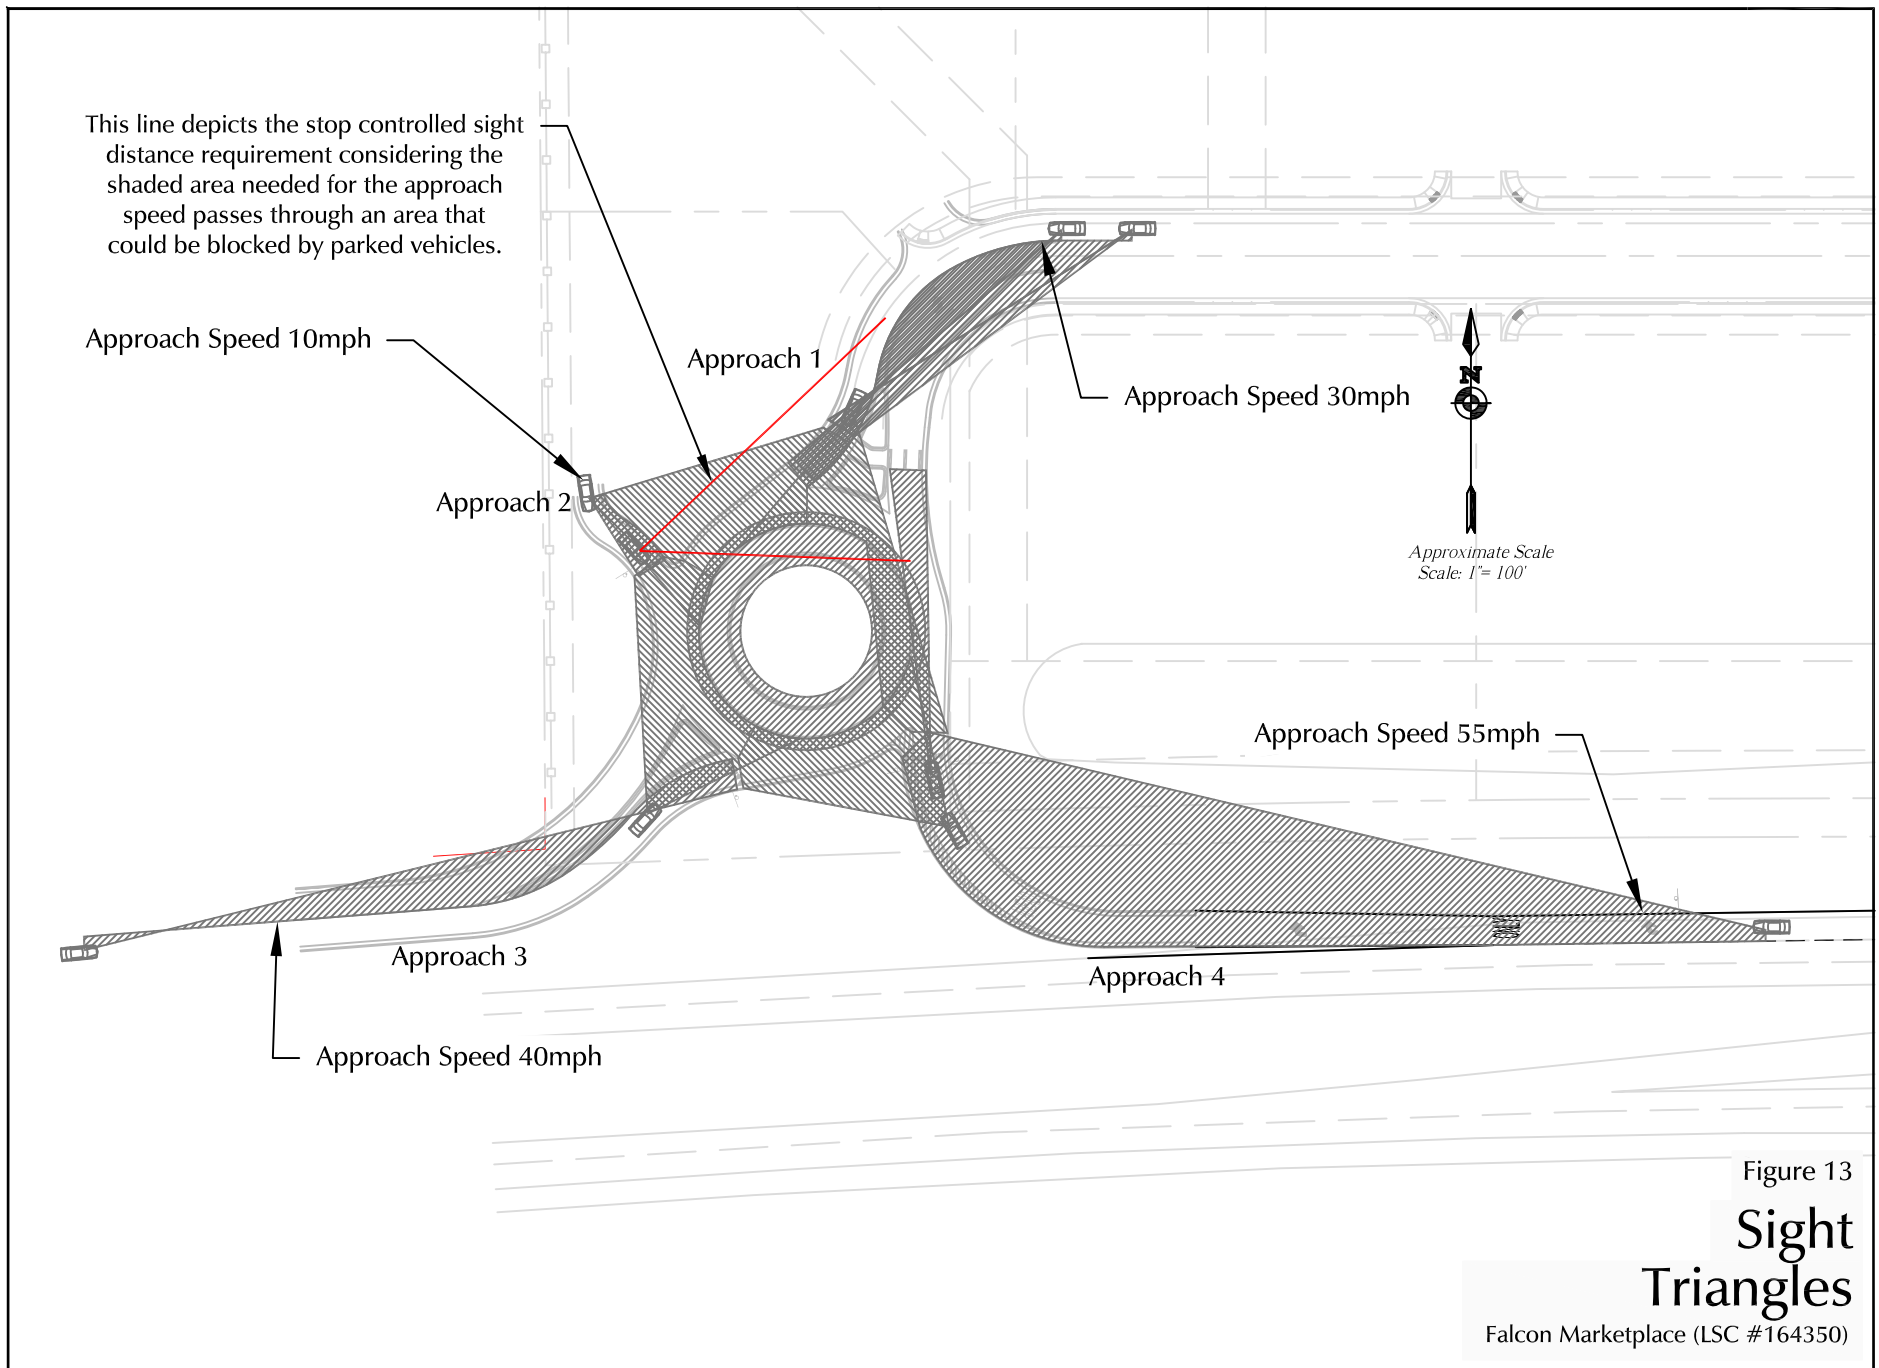 This line depicts the stop controlled sight
distance requirement considering the
shaded area needed for the approach
speed passes through an area that
could be blocked by parked vehicles.
Approach Speed 10mph
Approach 1
Approach Speed 30mph
N
Approach 2
Approximate Scale
Scale: 1"= 100'
Approach Speed 55mph
Approach 3
Approach 4
Approach Speed 40mph
Figure 13
Sight
Triangles
Falcon Marketplace (LSC #164350)